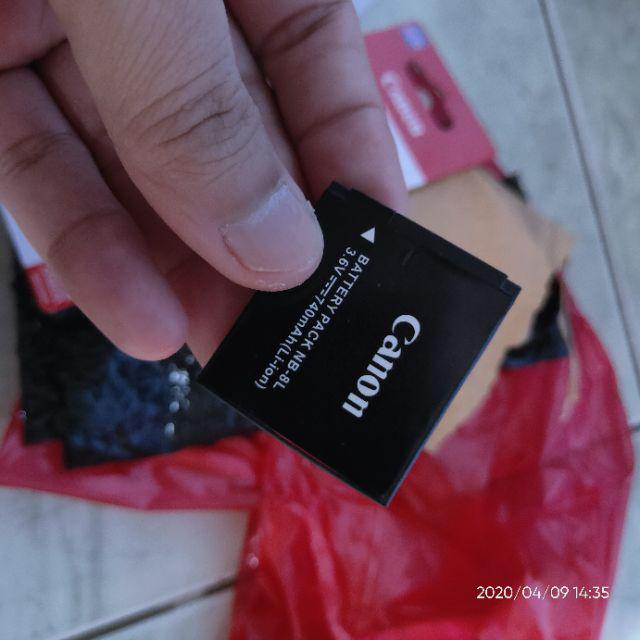 Canon
BATTERY PACK NB-8L
3.6V⎓740mAh(Li-ion)
Canon
2020/04/09 14:35